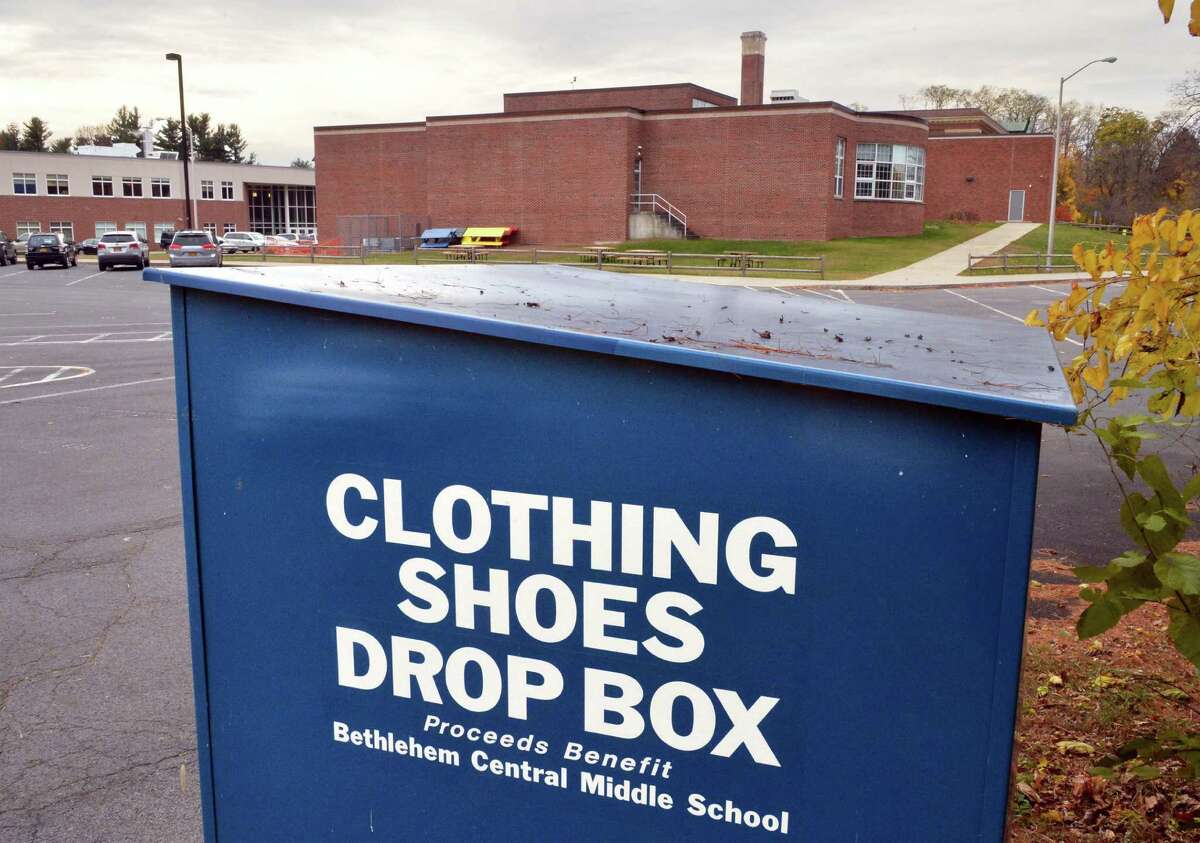 CLOTHING
SHOES
DROP BOX
Proceeds Benefit
Bethlehem Central Middle School